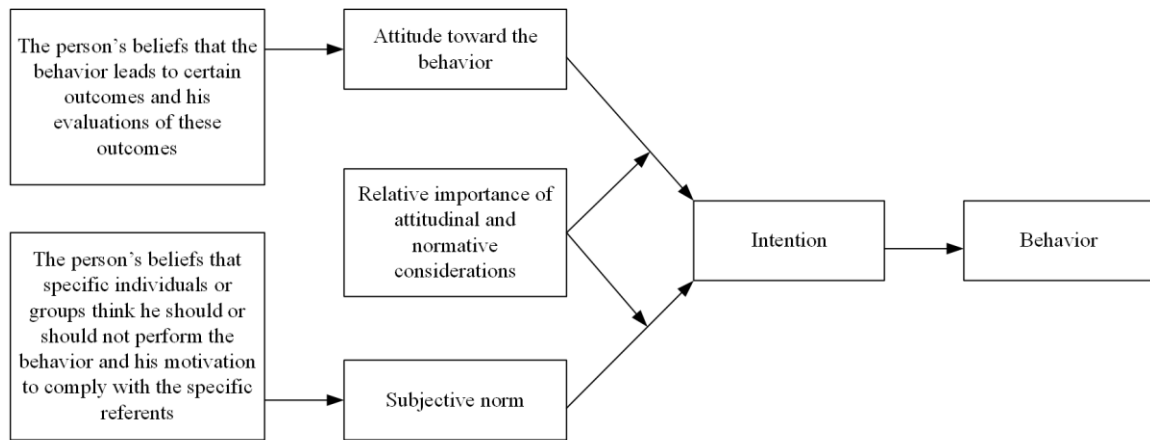 The person’s beliefs that the
behavior leads to certain
outcomes and his
evaluations of these
outcomes
Attitude toward the
behavior
Relative importance of
attitudinal and
normative
considerations
Intention
Behavior
The person’s beliefs that
specific individuals or
groups think he should or
should not perform the
behavior and his motivation
to comply with the specific
referents
Subjective norm